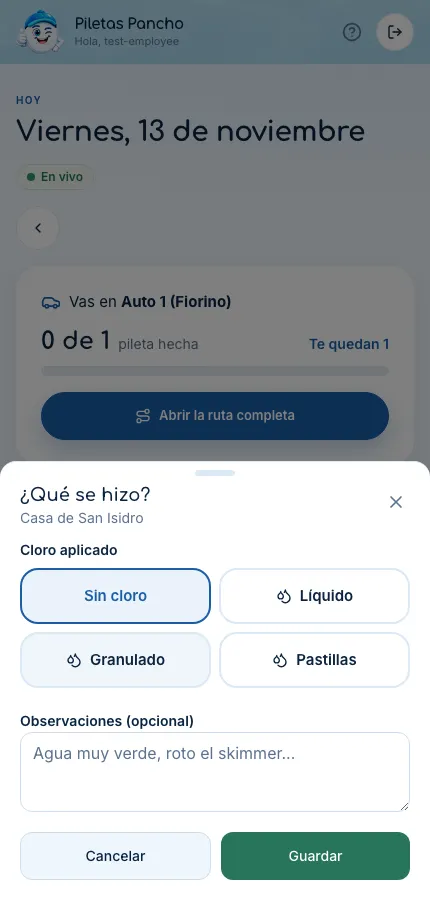 Piletas Pancho
Hola, test-employee
HOY
Viernes, 13 de noviembre
En vivo
Vas en Auto 1 (Fiorino)
0 de 1 pileta hecha
Te quedan 1
Abrir la ruta completa
¿Qué se hizo?
Casa de San Isidro
Cloro aplicado
Sin cloro
Líquido
Granulado
Pastillas
Observaciones (opcional)
Agua muy verde, roto el skimmer...
Cancelar
Guardar